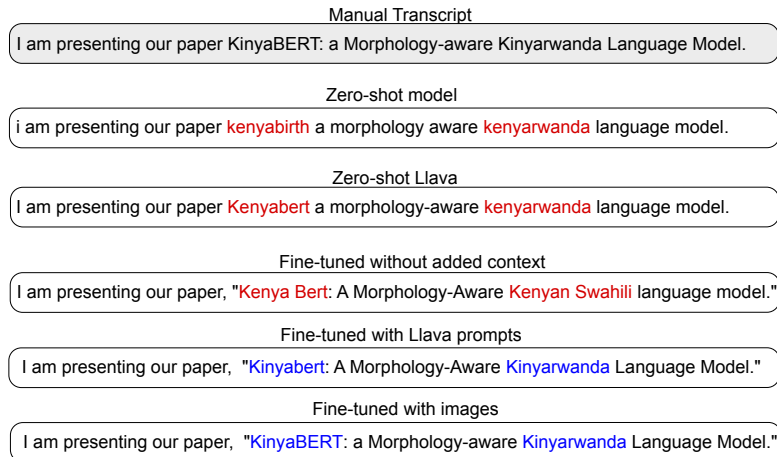 Manual Transcript
I am presenting our paper KinyaBERT: a Morphology-aware Kinyarwanda Language Model.
Zero-shot model
i am presenting our paper kenyabirth a morphology aware kenyarwanda language model.
Zero-shot Llava
I am presenting our paper Kenyabert a morphology-aware kenyarwanda language model.
Fine-tuned without added context
I am presenting our paper, "Kenya Bert: A Morphology-Aware Kenyan Swahili language model."
Fine-tuned with Llava prompts
I am presenting our paper, "Kinyabert: A Morphology-Aware Kinyarwanda Language Model."
Fine-tuned with images
I am presenting our paper, "KinyaBERT: a Morphology-aware Kinyarwanda Language Model."